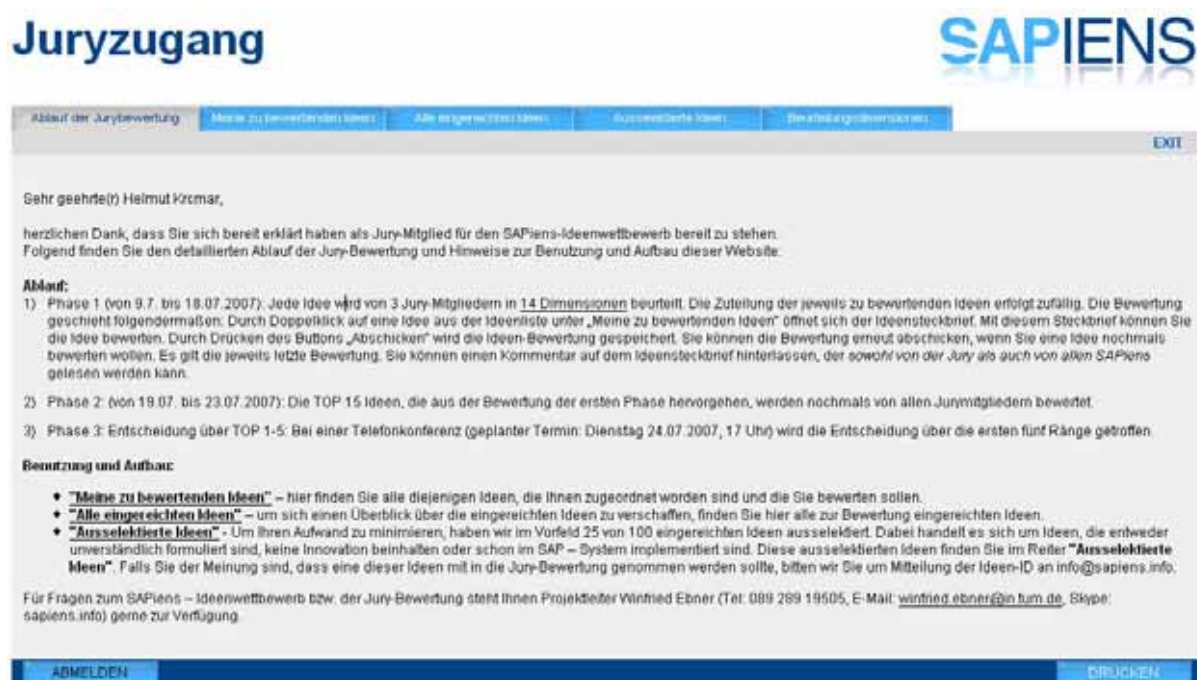 Juryzugang
SAPIENS
Ablauf der Jurybewertung Meine zu bewertenden Ideen Alle eingereichten Ideen Ausselektierte Ideen Beurteilungsdimensionen
EXIT
Sehr geehrte(r) Helmut Krcmar,
herzlichen Dank, dass Sie sich bereit erklärt haben als Jury-Mitglied für den SAPiens-Ideenwettbewerb bereit zu stehen.
Folgend finden Sie den detaillierten Ablauf der Jury-Bewertung und Hinweise zur Benutzung und Aufbau dieser Website:
Ablauf:
1) Phase 1 (von 9.7. bis 18.07.2007): Jede Idee wird von 3 Jury-Mitgliedern in 14 Dimensionen beurteilt. Die Zuteilung der jeweils zu bewertenden Ideen erfolgt zufällig. Die Bewertung
geschieht folgendermaßen: Durch Doppelklick auf eine Idee aus der Ideenliste unter „Meine zu bewertenden Ideen" öffnet sich der Ideensteckbrief. Mit diesem Steckbrief können Sie
die Idee bewerten. Durch Drücken des Buttons „Abschicken" wird die Ideen-Bewertung gespeichert. Sie können die Bewertung erneut abschicken, wenn Sie eine Idee nochmals
bewerten wollen. Es gilt die jeweils letzte Bewertung. Sie können einen Kommentar auf dem Ideensteckbrief hinterlassen, der sowohl von der Jury als auch von allen SAPiens
gelesen werden kann.
2) Phase 2: (von 19.07. bis 23.07.2007): Die TOP 15 Ideen, die aus der Bewertung der ersten Phase hervorgehen, werden nochmals von allen Jurymitgliedern bewertet.
3) Phase 3: Entscheidung über TOP 1-5: Bei einer Telefonkonferenz (geplanter Termin: Dienstag 24.07.2007, 17 Uhr) wird die Entscheidung über die ersten fünf Ränge getroffen.
Benutzung und Aufbau:
♦ "Meine zu bewertenden Ideen" – hier finden Sie alle diejenigen Ideen, die Ihnen zugeordnet worden sind und die Sie bewerten sollen.
♦ "Alle eingereichten Ideen" – um sich einen Überblick über die eingereichten Ideen zu verschaffen, finden Sie hier alle zur Bewertung eingereichten Ideen.
♦ "Ausselektierte Ideen" - Um Ihren Aufwand zu minimieren, haben wir im Vorfeld 25 von 100 eingereichten Ideen ausselektiert. Dabei handelt es sich um Ideen, die entweder
unverständlich formuliert sind, keine Innovation beinhalten oder schon im SAP – System implementiert sind. Diese ausselektierten Ideen finden Sie im Reiter "Ausselektierte
Ideen". Falls Sie der Meinung sind, dass eine dieser Ideen mit in die Jury-Bewertung genommen werden sollte, bitten wir Sie um Mitteilung der Ideen-ID an info@sapiens.info.
Für Fragen zum SAPiens – Ideenwettbewerb bzw. der Jury-Bewertung steht Ihnen Projektleiter Winfried Ebner (Tel: 089 289 19505, E-Mail: winfried.ebner@in.tum.de, Skype:
sapiens.info) gerne zur Verfügung.
ABMELDEN DRUCKEN